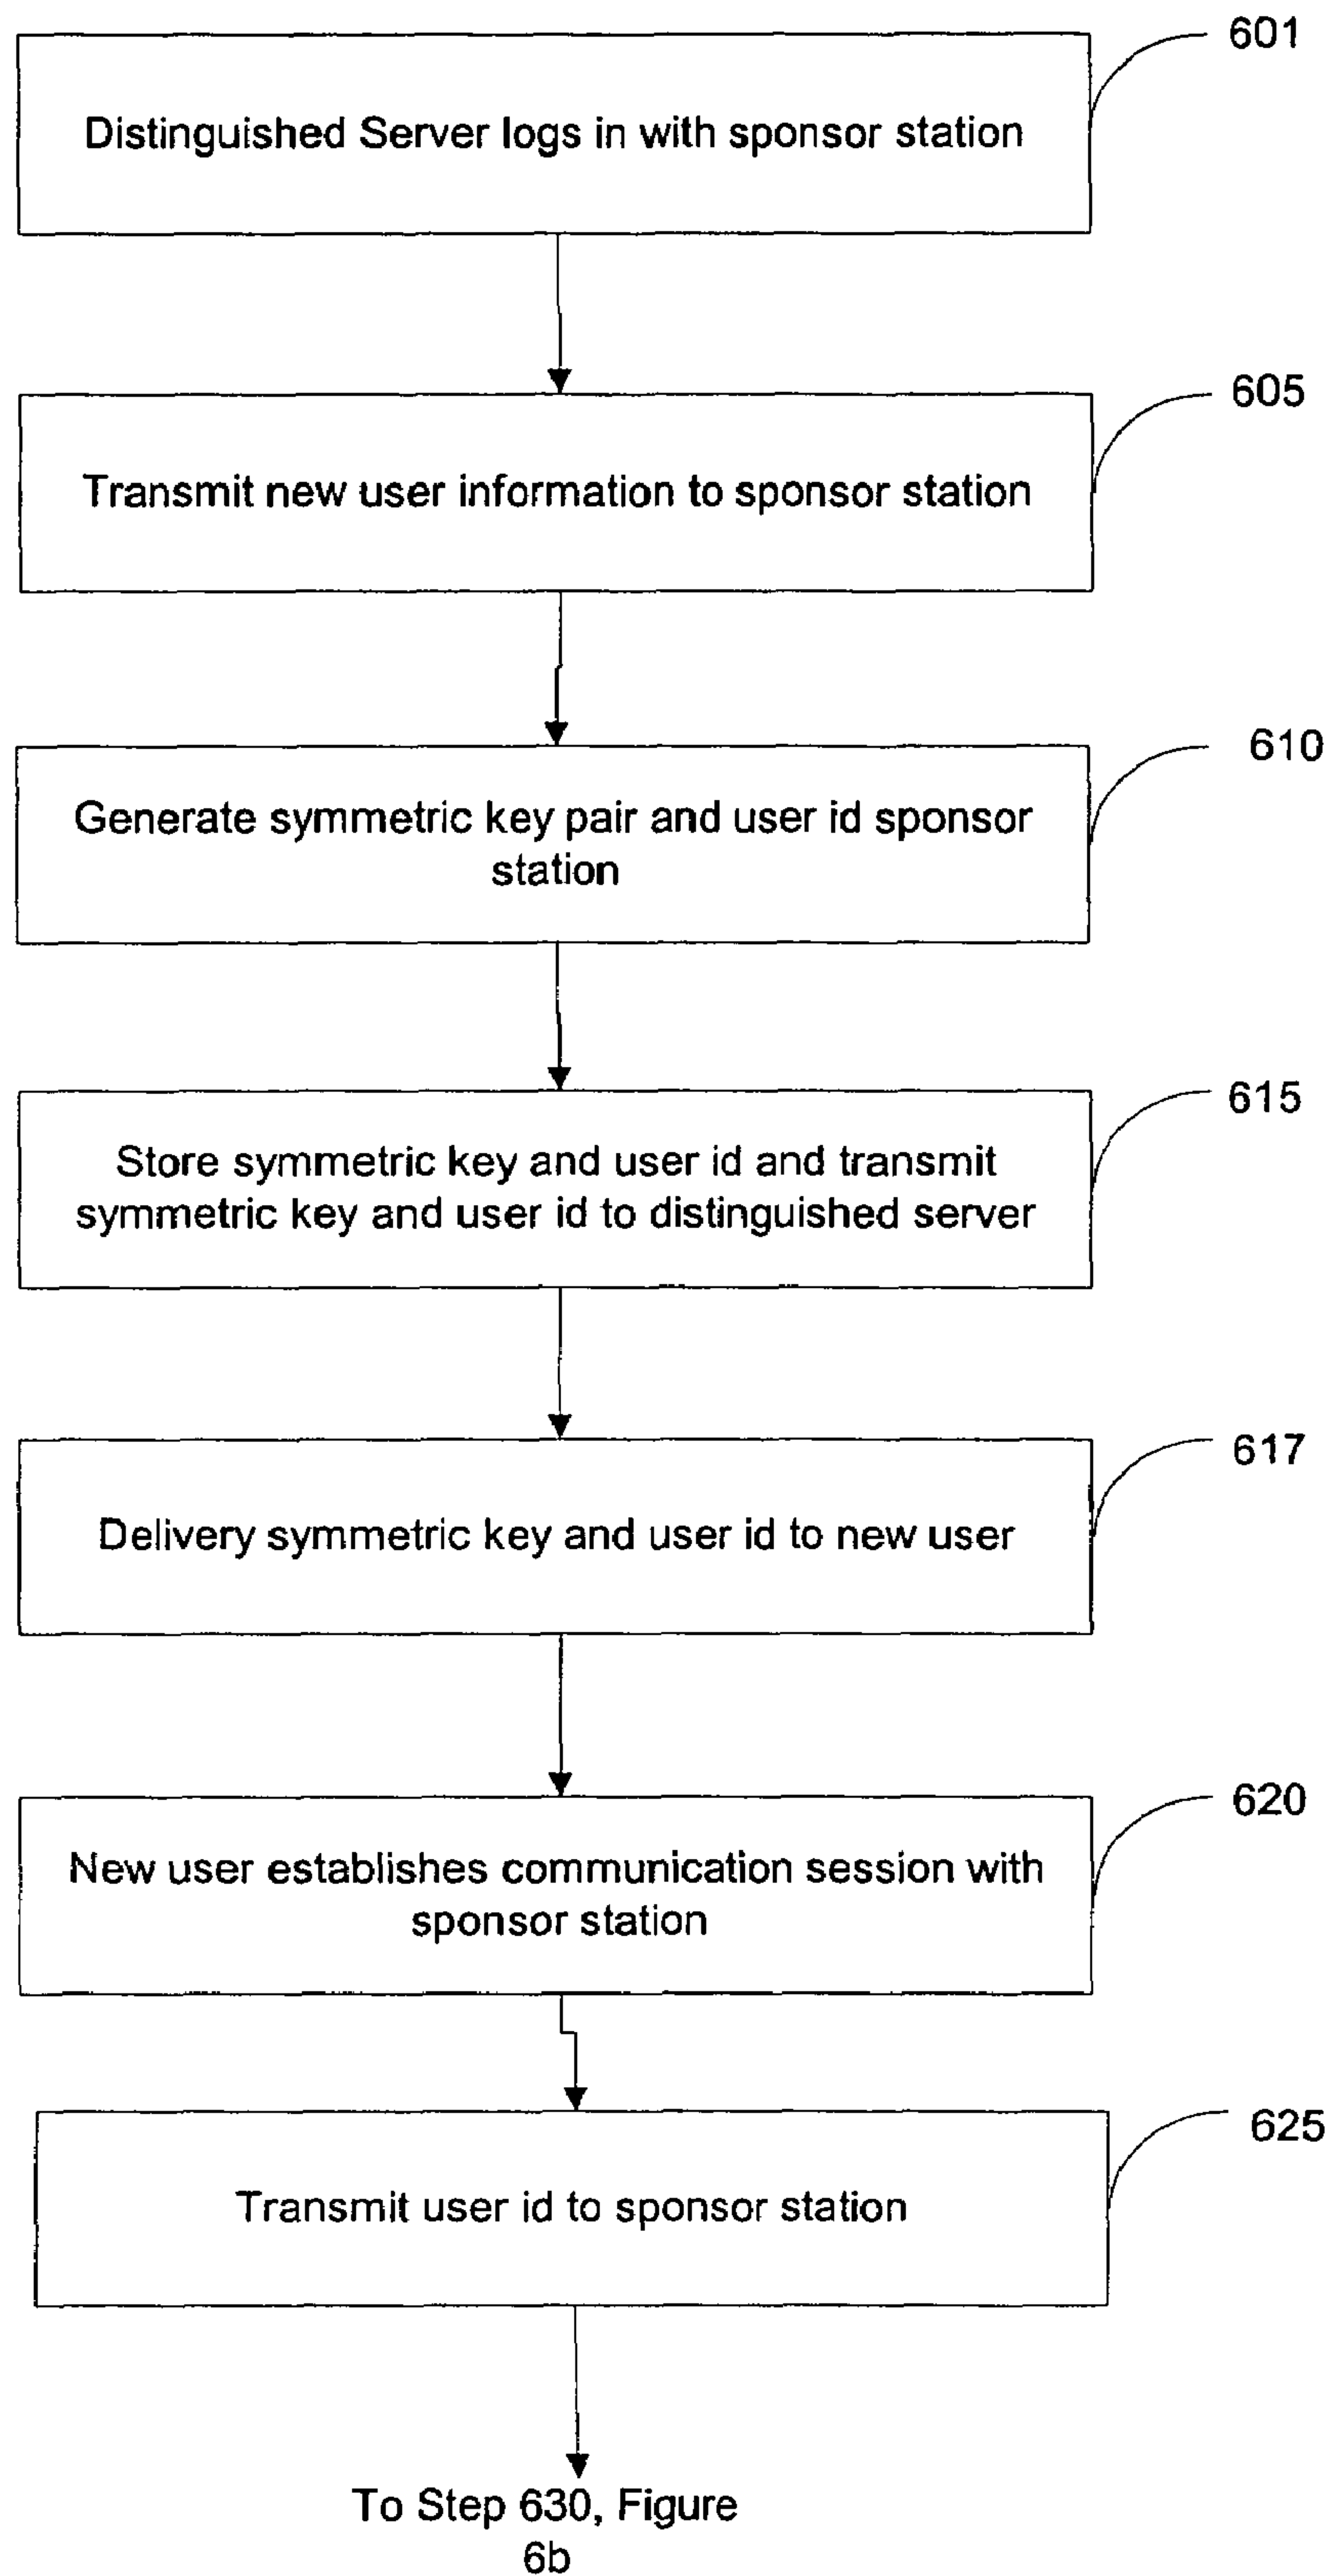 601
Distinguished Server logs in with sponsor station
605
Transmit new user information to sponsor station
610
Generate symmetric key pair and user id sponsor
station
615
Store symmetric key and user id and transmit
symmetric key and user id to distinguished server
617
Delivery symmetric key and user id to new user
620
New user establishes communication session with
sponsor station
625
Transmit user id to sponsor station
To Step 630, Figure
6b